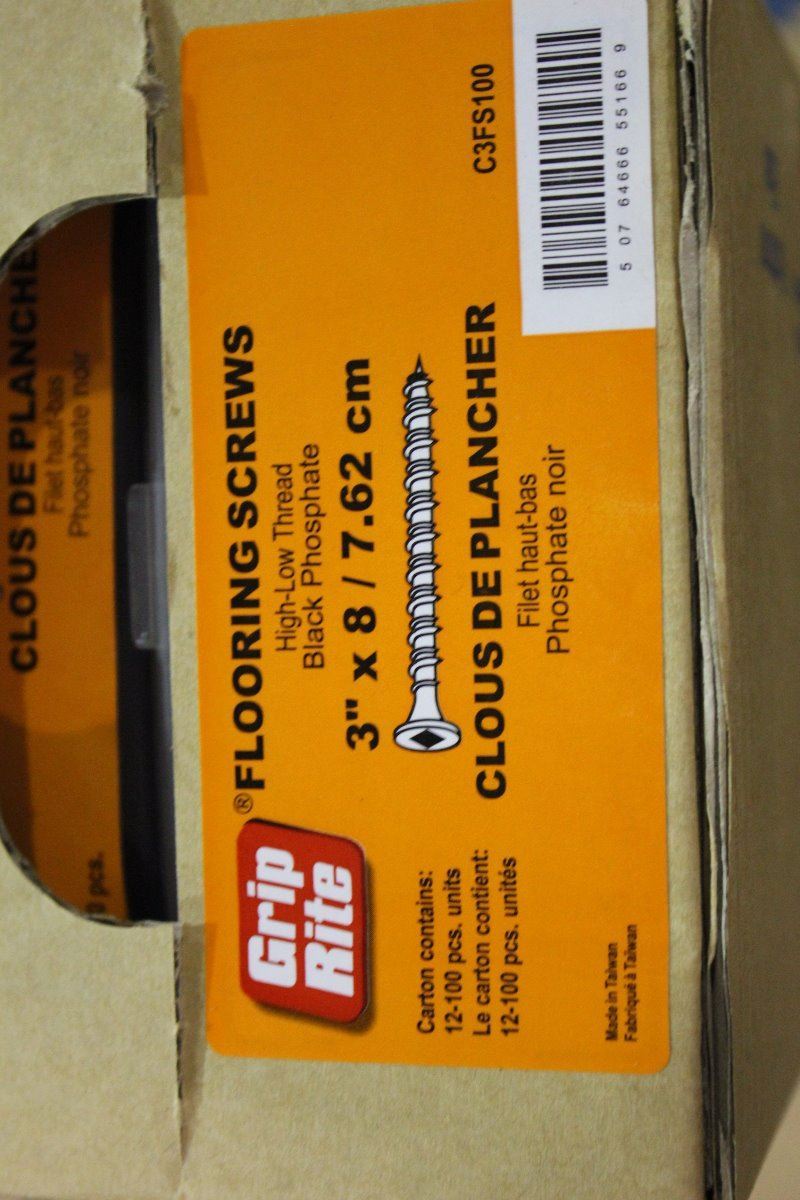 Grip
Rite
®FLOORING SCREWS
High-Low Thread
Black Phosphate
3" x 8 / 7.62 cm
CLOUS DE PLANCHER
Filet haut-bas
Phosphate noir
C3FS100
5 07 64666 55166 9
Carton contains:
12-100 pcs. units
Le carton contient:
12-100 pcs. unités
Made in Taiwan
Fabriqué à Taiwan
CLOUS DE PLANCHE
Filet haut-bas
Phosphate noir
0 pcs.